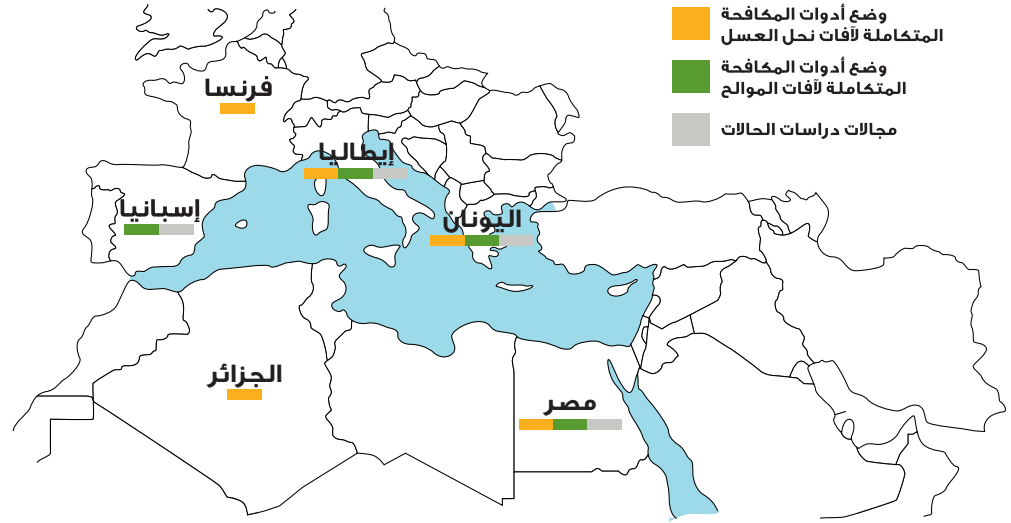 وضع أدوات المكافحة
المتكاملة لآفات نحل العسل
وضع أدوات المكافحة
المتكاملة لآفات الموالح
مجالات دراسات الحالات
فرنسا
إيطاليا
إسبانيا
اليونان
الجزائر
مصر